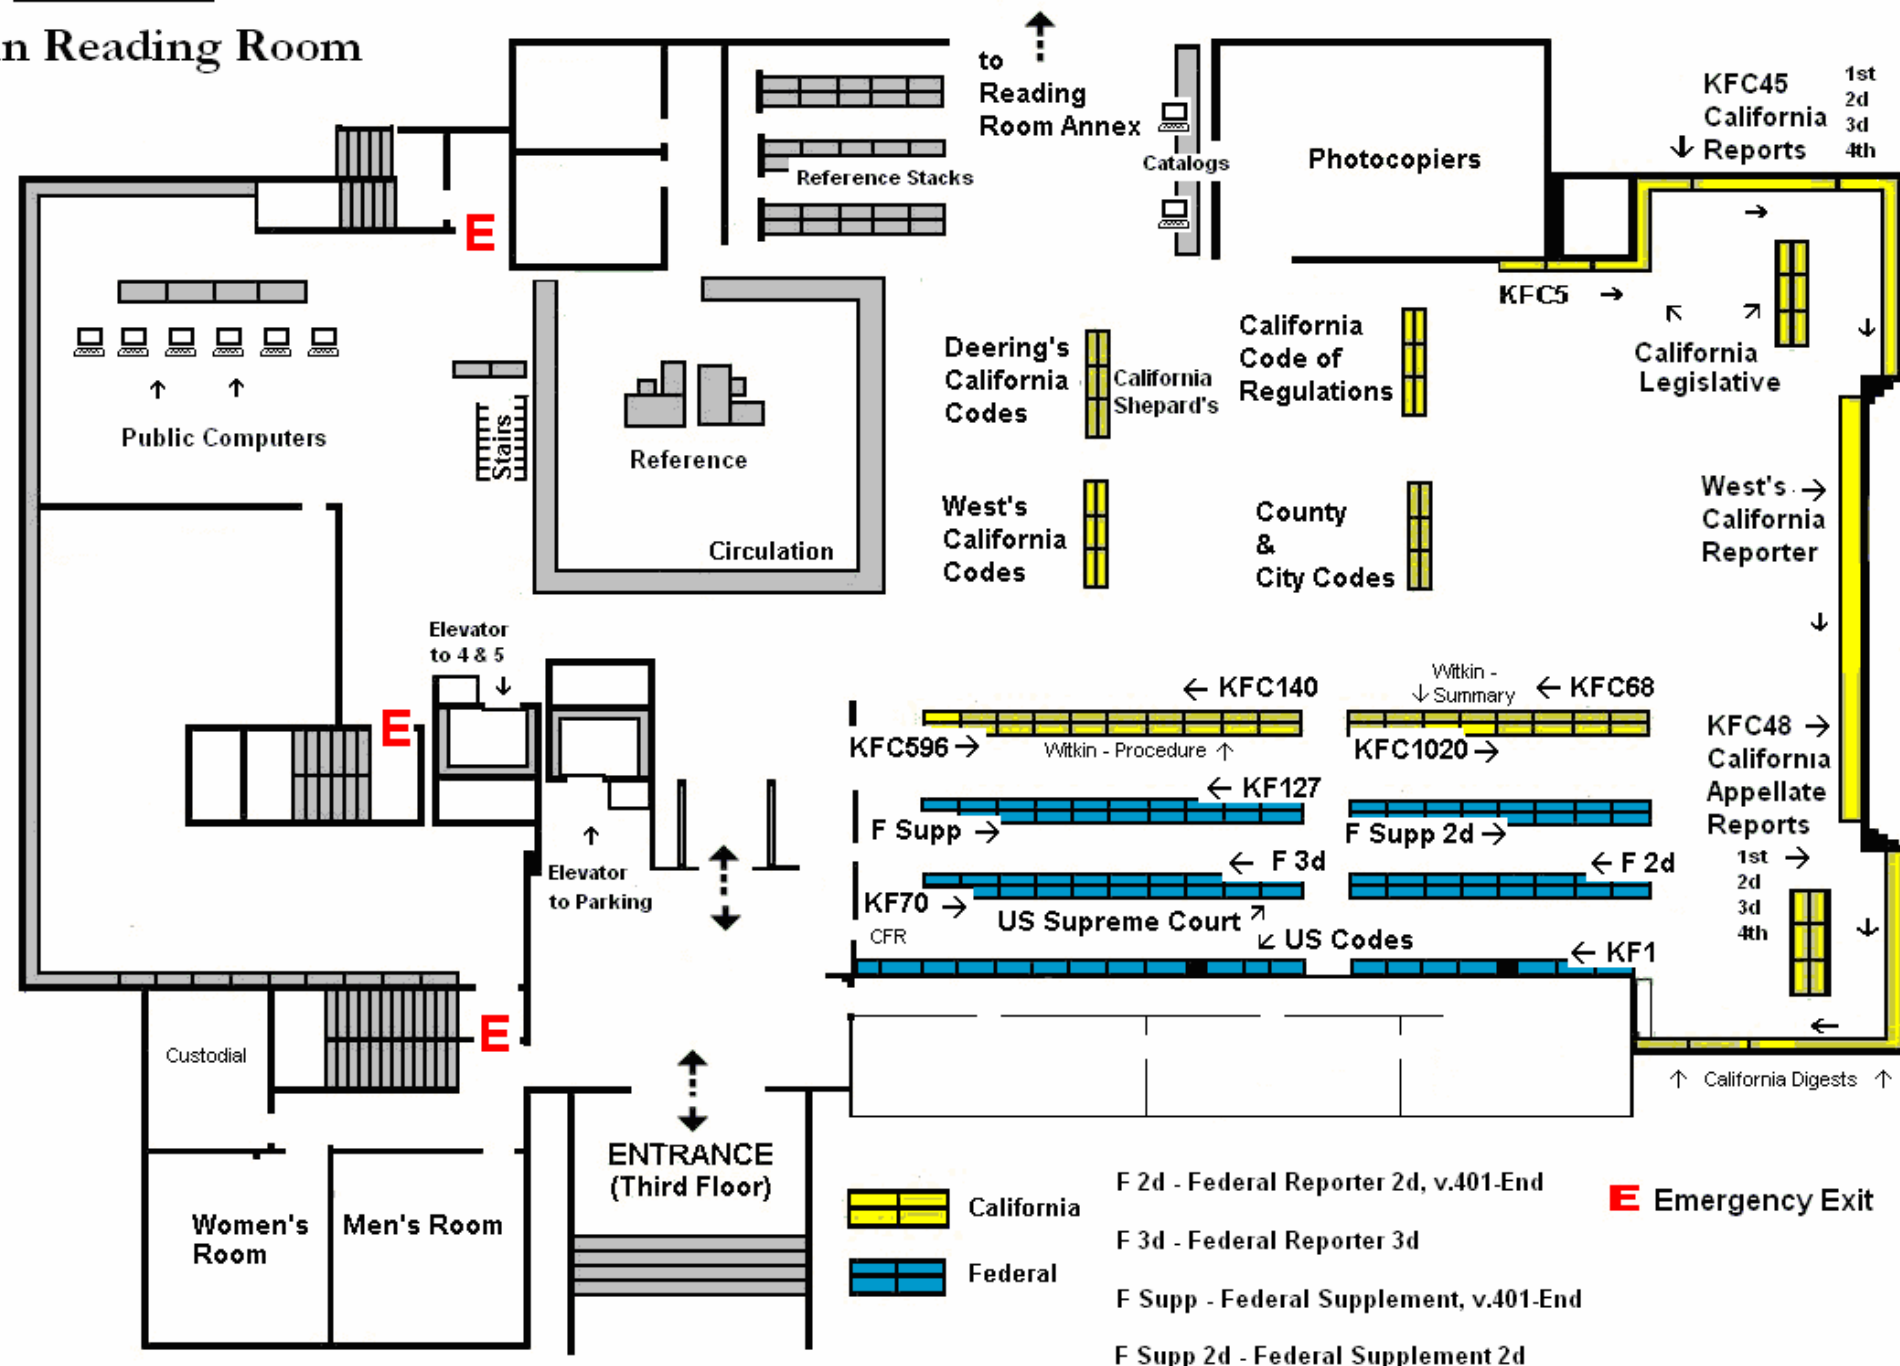 n Reading Room
to
Reading
Room Annex
Catalogs
Reference Stacks
Photocopiers
KFC45
California
Reports
1st
2d
3d
4th
E
KFC5
California
Legislative
Public Computers
Stairs
Reference
Circulation
Deering's
California
Codes
California
Shepard's
California
Code of
Regulations
West's
California
Codes
County
&
City Codes
West's
California
Reporter
Elevator
to 4 & 5
E
Elevator
to Parking
KFC140
Witkin -
Summary
KFC68
KFC596
Witkin - Procedure
KFC1020
KFC48
California
Appellate
Reports
1st
2d
3d
4th
KF127
F Supp
F Supp 2d
F 3d
F 2d
KF70
US Supreme Court
CFR
US Codes
KF1
E
Custodial
California Digests
ENTRANCE
(Third Floor)
Women's
Room
Men's Room
California
Federal
F 2d - Federal Reporter 2d, v.401-End
F 3d - Federal Reporter 3d
F Supp - Federal Supplement, v.401-End
F Supp 2d - Federal Supplement 2d
E Emergency Exit